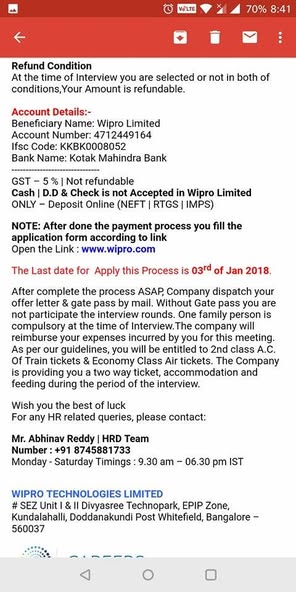 70% 8:41
Refund Condition
At the time of Interview you are selected or not in both of
conditions,Your Amount is refundable.
Account Details:-
Beneficiary Name: Wipro Limited
Account Number: 4712449164
Ifsc Code: KKBK0008052
Bank Name: Kotak Mahindra Bank
------------------------------
GST – 5 % | Not refundable
Cash | D.D & Check is not Accepted in Wipro Limited
ONLY – Deposit Online (NEFT | RTGS | IMPS)
NOTE: After done the payment process you fill the
application form according to link
Open the Link : www.wipro.com
The Last date for Apply this Process is 03rd of Jan 2018.
After complete the process ASAP, Company dispatch your
offer letter & gate pass by mail. Without Gate pass you are
not participate the interview rounds. One family person is
compulsory at the time of Interview.The company will
reimburse your expenses incurred by you for this meeting.
As per our guidelines, you will be entitled to 2nd class A.C.
Of Train tickets & Economy Class Air tickets. The Company
is providing you a two way ticket, accommodation and
feeding during the period of the interview.
Wish you the best of luck
For any HR related queries, please contact:
Mr. Abhinav Reddy | HRD Team
Number : +91 8745881733
Monday - Saturday Timings : 9.30 am – 06.30 pm IST
WIPRO TECHNOLOGIES LIMITED
# SEZ Unit I & II Divyasree Technopark, EPIP Zone,
Kundalahalli, Doddanakundi Post Whitefield, Bangalore –
560037
CAREERS